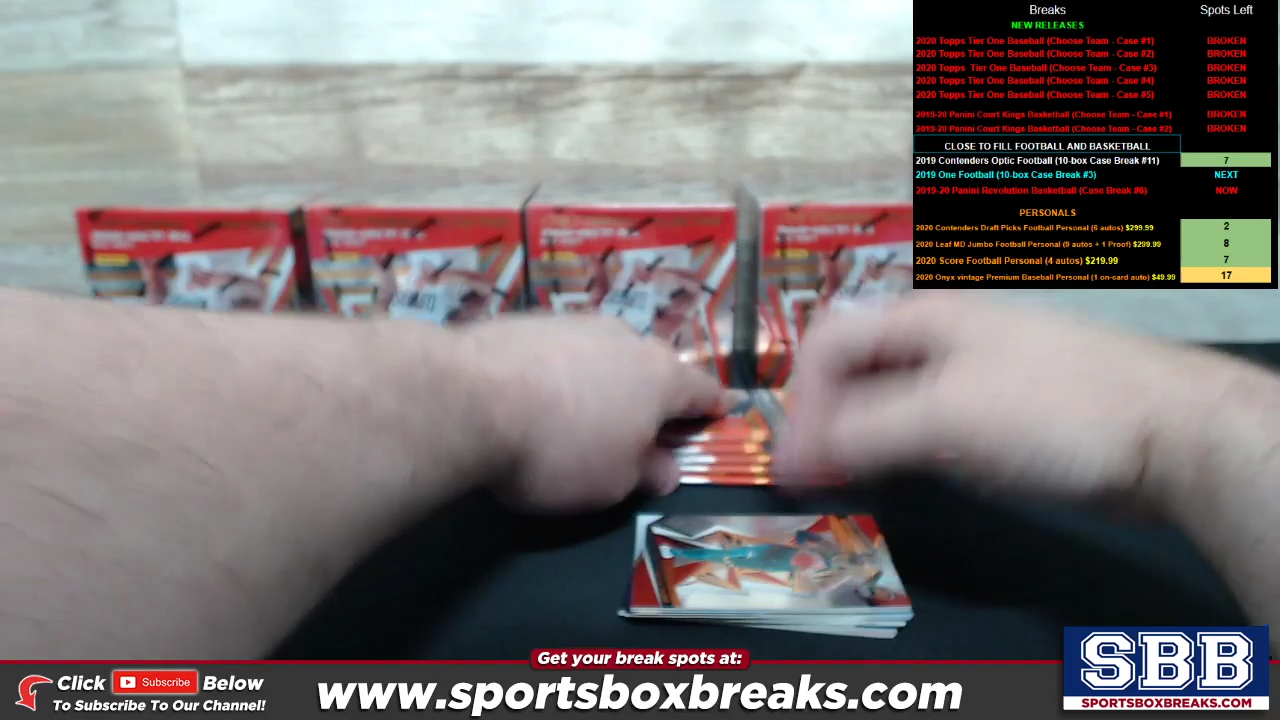 Breaks Spots Left
NEW RELEASES
2020 Topps Tier One Baseball (Choose Team - Case #1) BROKEN
2020 Topps Tier One Baseball (Choose Team - Case #2) BROKEN
2020 Topps Tier One Baseball (Choose Team - Case #3) BROKEN
2020 Topps Tier One Baseball (Choose Team - Case #4) BROKEN
2020 Topps Tier One Baseball (Choose Team - Case #5) BROKEN
2019-20 Panini Court Kings Basketball (Choose Team - Case #1) BROKEN
2019-20 Panini Court Kings Basketball (Choose Team - Case #2) BROKEN
CLOSE TO FILL FOOTBALL AND BASKETBALL
2019 Contenders Optic Football (10-box Case Break #11) 7
2019 One Football (10-box Case Break #3) NEXT
2019-20 Panini Revolution Basketball (Case Break #6) NOW
PERSONALS
2020 Contenders Draft Picks Football Personal (6 autos) $299.99 2
2020 Leaf MD Jumbo Football Personal (9 autos + 1 Proof) $299.99 8
2020 Score Football Personal (4 autos) $219.99 7
2020 Onyx vintage Premium Baseball Personal (1 on-card auto) $49.99 17
Get your break spots at:
Click Subscribe Below
To Subscribe To Our Channel!
www.sportsboxbreaks.com
SBB
SPORTSBOXBREAKS.COM